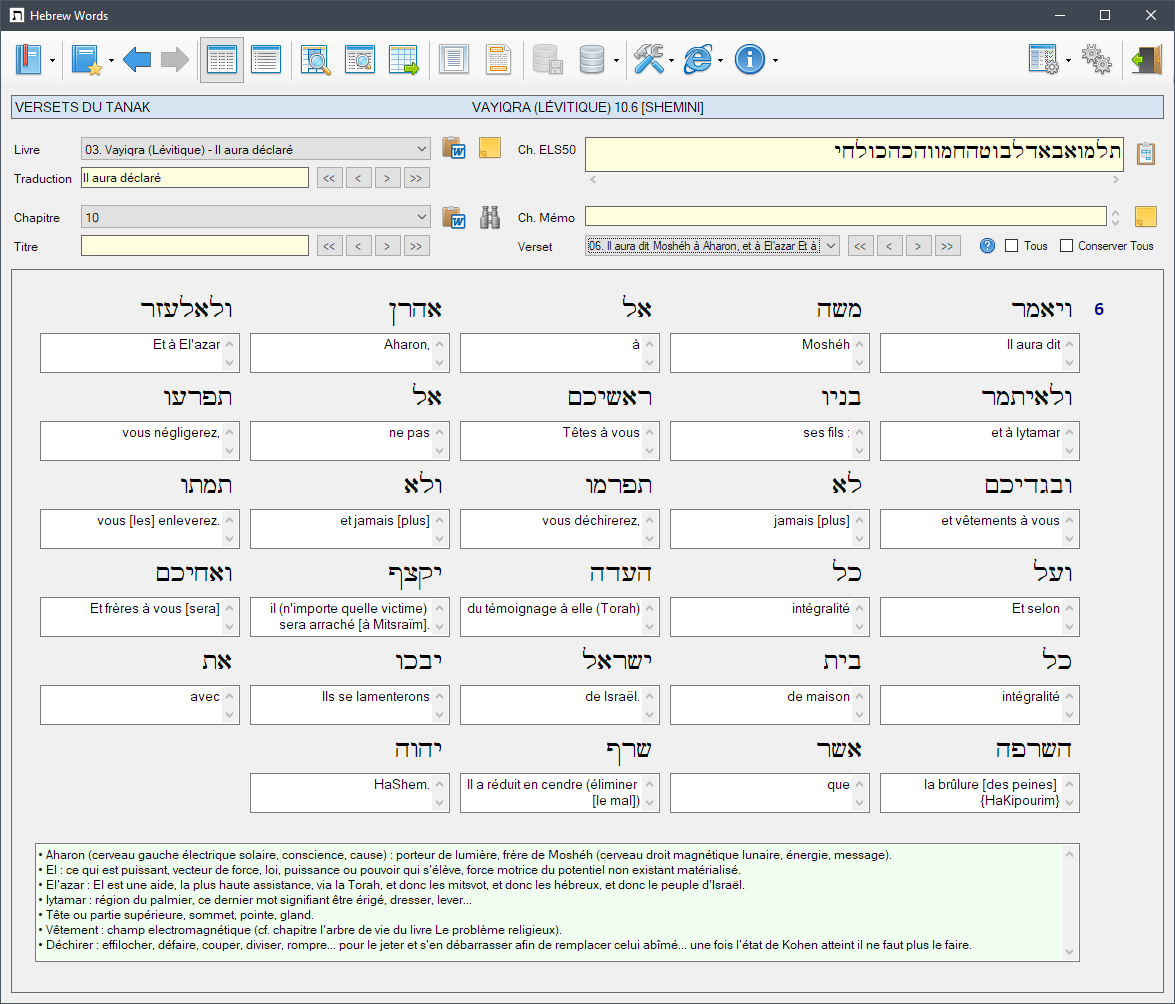 Hebrew Words
VERSETS DU TANAK VAYIQRA (LÉVITIQUE) 10.6 [SHEMINI]
Livre 03. Vayiqra (Lévitique) - Il aura déclaré Ch. ELS50 תלמואבאדלבוטהחמווהכהכולחי
Traduction Il aura déclaré << < > >>
Chapitre 10 Ch. Mémo
Titre << < > >> Verset 06. Il aura dit Moshéh à Aharon, et à El'azar Et à << < > >> Tous Conserver Tous
6 ויאמר משה אל אהרן ולאלעזר
Il aura dit Moshéh à Aharon, Et à El'azar
ולאיתמר בניו ראשיכם אל תפרעו
et à Iytamar ses fils : Têtes à vous ne pas vous négligerez,
ובגדיכם לא תפרמו ולא תמתו
et vêtements à vous jamais [plus] vous déchirerez, et jamais [plus] vous [les] enleverez.
ועל כל העדה יקצף ואחיכם
Et selon intégralité du témoignage à elle (Torah) il (n'importe quelle victime) sera arraché [à Mitsraïm]. Et frères à vous [sera]
כל בית ישראל יבכו את
intégralité de maison de Israël. Ils se lamenterons avec
השרפה אשר שרף יהוה
la brûlure [des peines] {HaKipourim} que Il a réduit en cendre (éliminer [le mal]) HaShem.
• Aharon (cerveau gauche électrique solaire, conscience, cause) : porteur de lumière, frère de Moshéh (cerveau droit magnétique lunaire, énergie, message).
• El : ce qui est puissant, vecteur de force, loi, puissance ou pouvoir qui s'élève, force motrice du potentiel non existant matérialisé.
• El'azar : El est une aide, la plus haute assistance, via la Torah, et donc les mitsvot, et donc les hébreux, et donc le peuple d'Israël.
• Iytamar : région du palmier, ce dernier mot signifiant être érigé, dresser, lever...
• Tête ou partie supérieure, sommet, pointe, gland.
• Vêtement : champ electromagnétique (cf. chapitre l'arbre de vie du livre Le problème religieux).
• Déchirer : effilocher, défaire, couper, diviser, rompre... pour le jeter et s'en débarrasser afin de remplacer celui abîmé... une fois l'état de Kohen atteint il ne faut plus le faire.